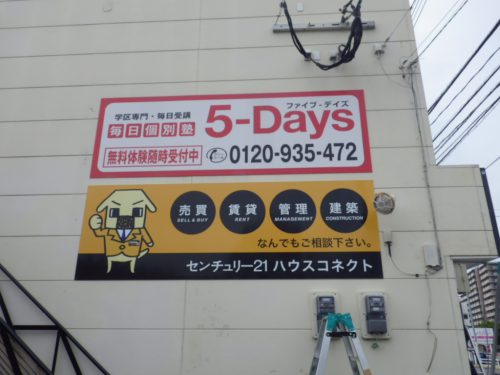 学区専門・毎日受講
毎日個別塾
ファイブ-デイズ
5-Days
無料体験随時受付中
0120-935-472
売買 賃貸 管理 建築
SELL & BUY RENT MANAGEMENT CONSTRUCTION
なんでもご相談下さい。
センチュリー21 ハウスコネクト